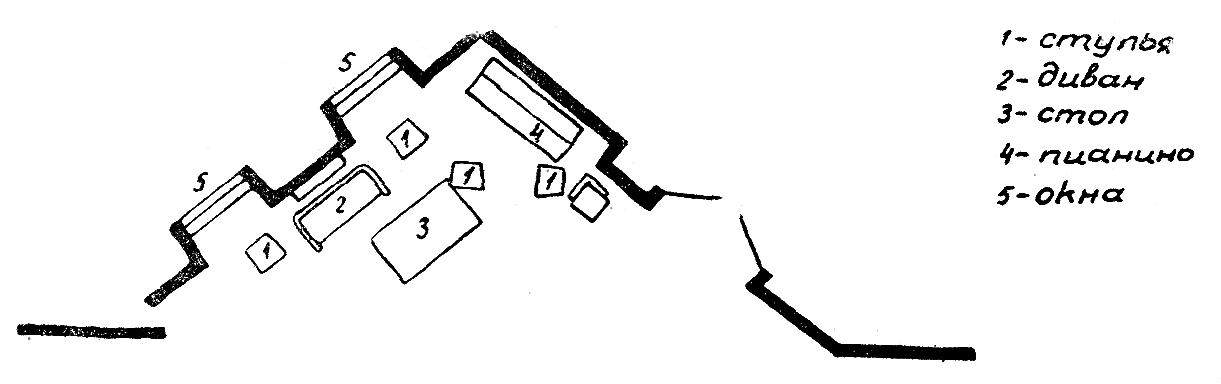 5
5
1
4
1
1
2
3
1
1- стулья
2- диван
3- стол
4- пианино
5- окна